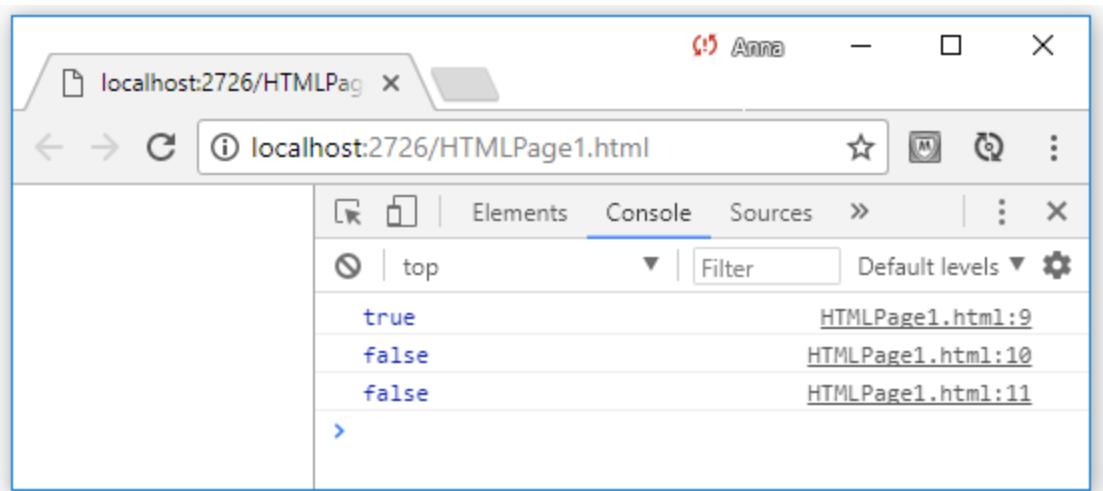 Anna
localhost:2726/HTMLPag
localhost:2726/HTMLPage1.html
Elements Console Sources »
top Filter Default levels
true HTMLPage1.html:9
false HTMLPage1.html:10
false HTMLPage1.html:11
>